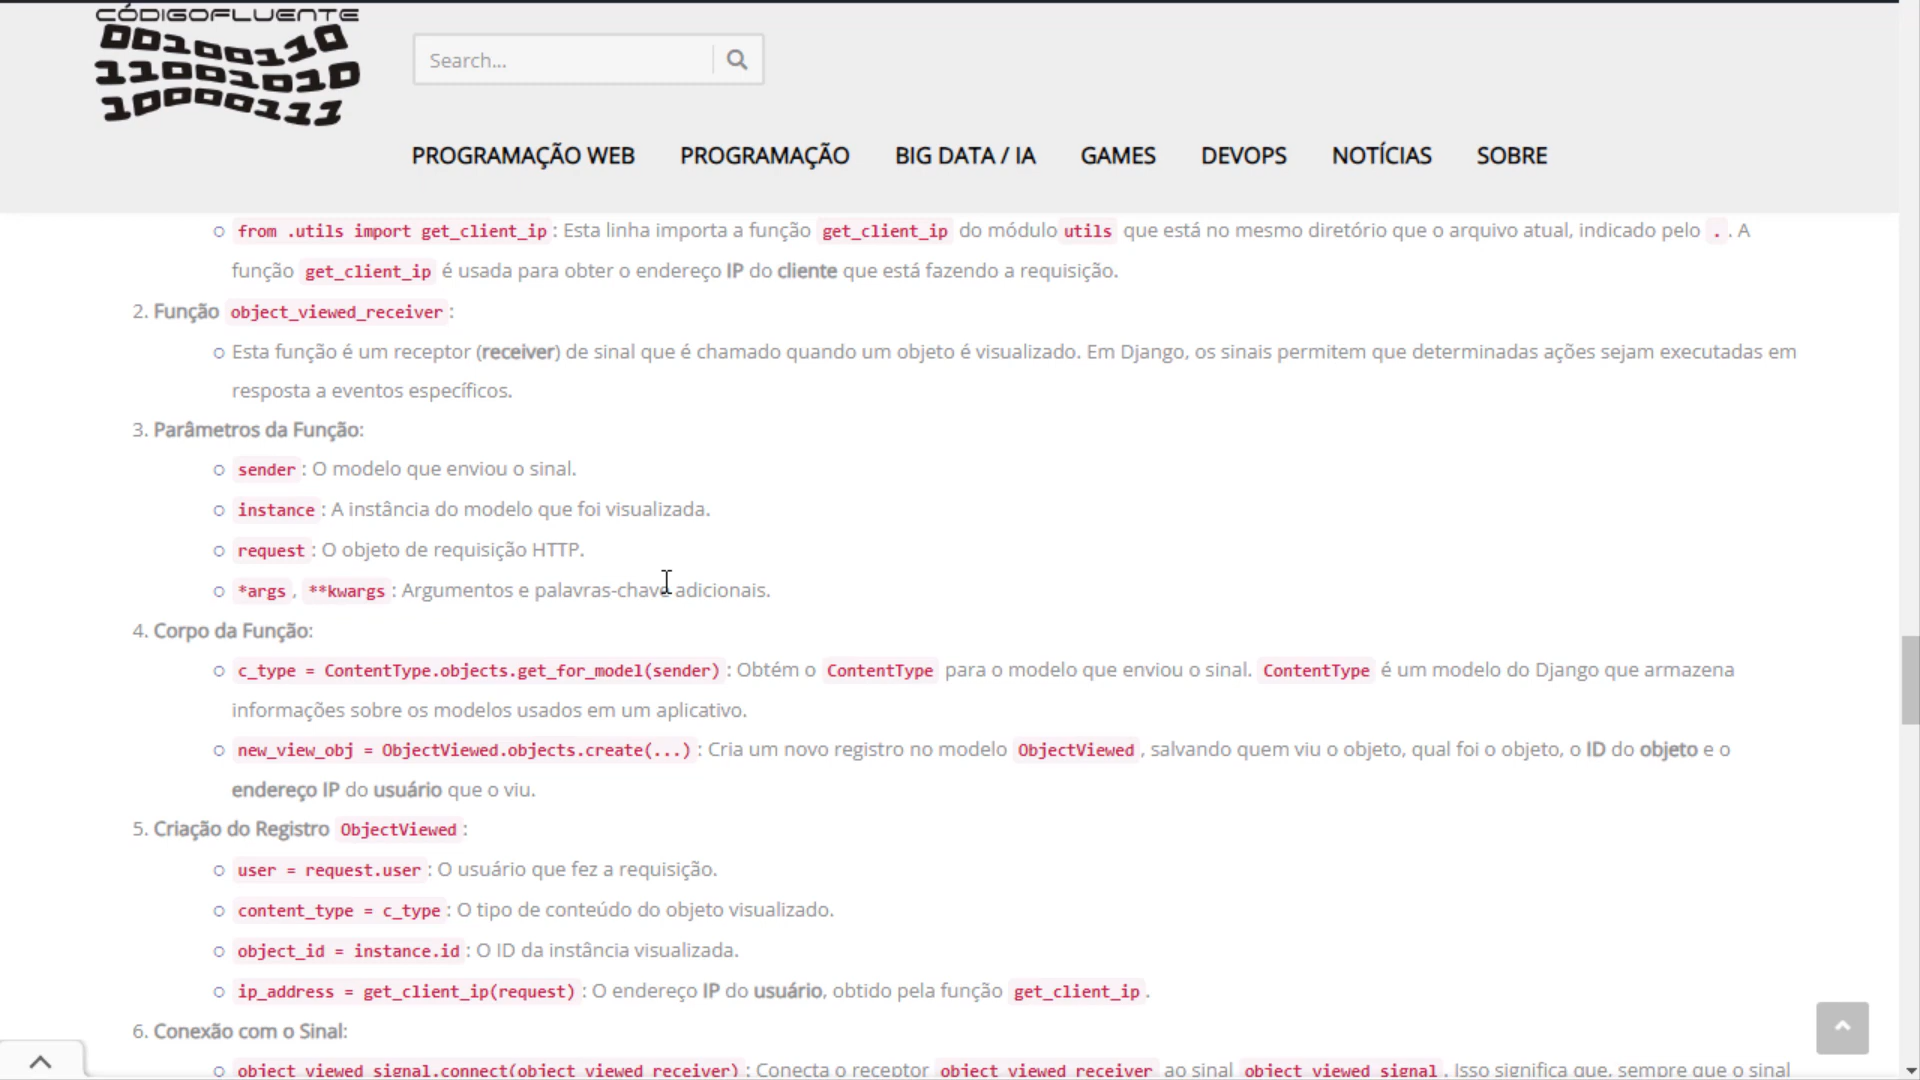 CÓDIGOFLUENTE
00100110
11001010
10000111
Search...
PROGRAMAÇÃO WEB PROGRAMAÇÃO BIG DATA / IA GAMES DEVOPS NOTÍCIAS SOBRE
from .utils import get_client_ip : Esta linha importa a função get_client_ip do módulo utils que está no mesmo diretório que o arquivo atual, indicado pelo . . A
função get_client_ip é usada para obter o endereço IP do cliente que está fazendo a requisição.
2. Função object_viewed_receiver :
Esta função é um receptor (receiver) de sinal que é chamado quando um objeto é visualizado. Em Django, os sinais permitem que determinadas ações sejam executadas em
resposta a eventos específicos.
3. Parâmetros da Função:
sender : O modelo que enviou o sinal.
instance : A instância do modelo que foi visualizada.
request : O objeto de requisição HTTP.
*args , **kwargs : Argumentos e palavras-chave adicionais.
4. Corpo da Função:
c_type = ContentType.objects.get_for_model(sender) : Obtém o ContentType para o modelo que enviou o sinal. ContentType é um modelo do Django que armazena
informações sobre os modelos usados em um aplicativo.
new_view_obj = ObjectViewed.objects.create(...) : Cria um novo registro no modelo ObjectViewed , salvando quem viu o objeto, qual foi o objeto, o ID do objeto e o
endereço IP do usuário que o viu.
5. Criação do Registro ObjectViewed :
user = request.user : O usuário que fez a requisição.
content_type = c_type : O tipo de conteúdo do objeto visualizado.
object_id = instance.id : O ID da instância visualizada.
ip_address = get_client_ip(request) : O endereço IP do usuário, obtido pela função get_client_ip .
6. Conexão com o Sinal:
object_viewed_signal.connect(object_viewed_receiver) : Conecta o receptor object_viewed_receiver ao sinal object_viewed_signal . Isso significa que, sempre que o sinal